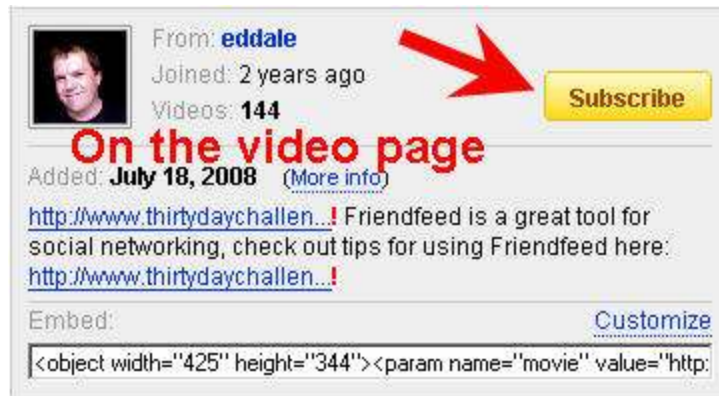 From: eddale
Joined: 2 years ago
Videos: 144
Subscribe
On the video page
Added: July 18, 2008 (More info)
http://www.thirtydaychallen...! Friendfeed is a great tool for
social networking, check out tips for using Friendfeed here:
http://www.thirtydaychallen...!
Embed:
Customize
<object width="425" height="344"><param name="movie" value="http: